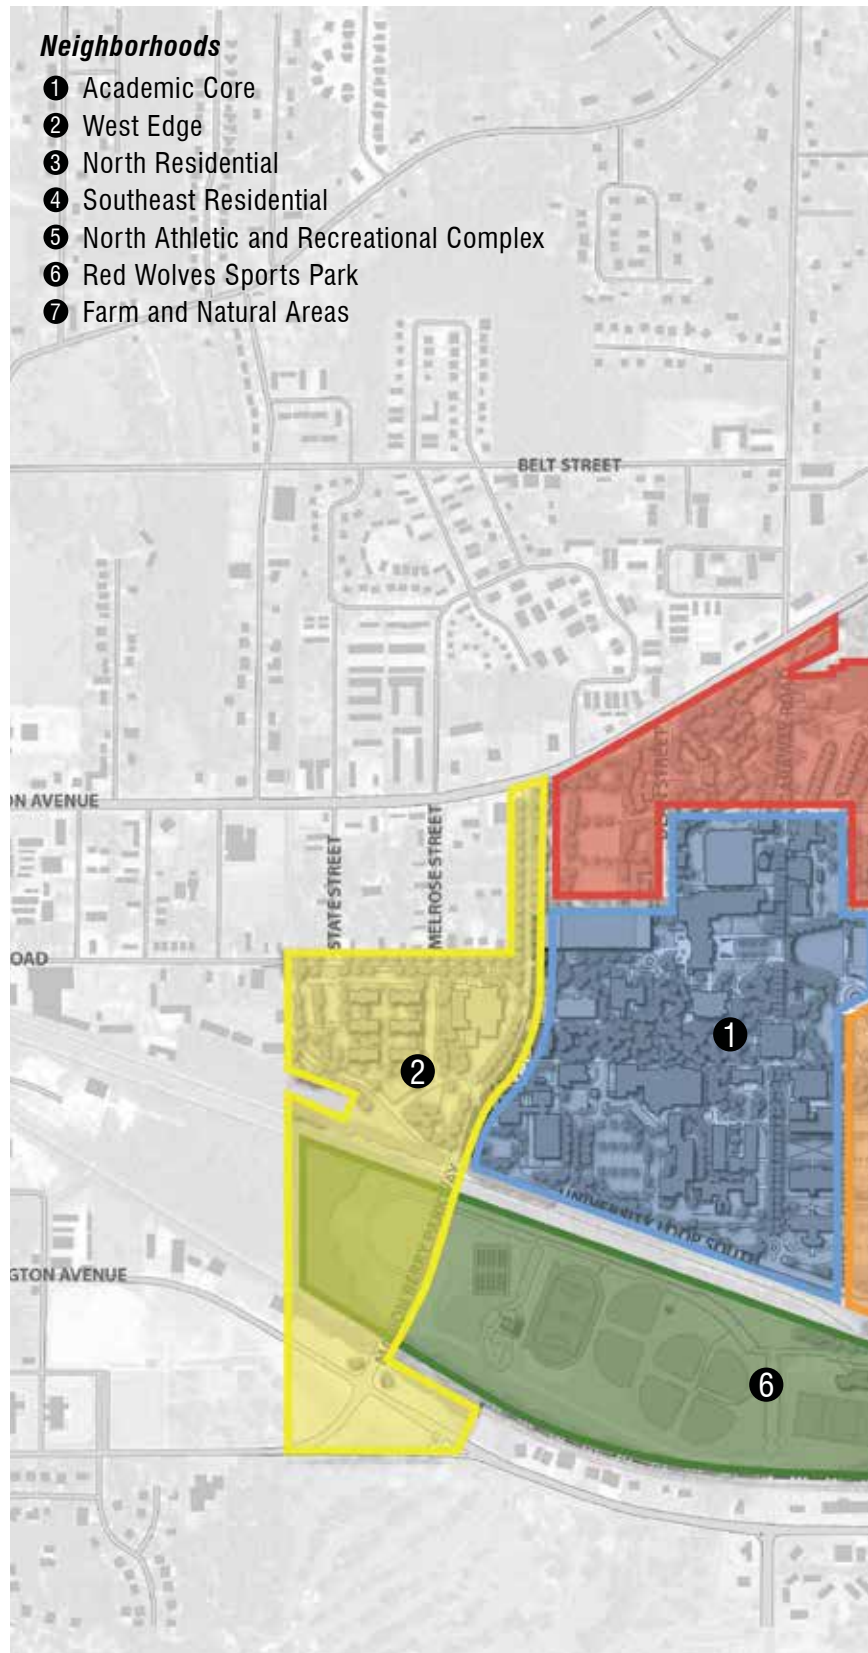 Neighborhoods
1 Academic Core
2 West Edge
3 North Residential
4 Southeast Residential
5 North Athletic and Recreational Complex
6 Red Wolves Sports Park
7 Farm and Natural Areas
BELT STREET
ON AVENUE
STATE STREET
MELROSE STREET
STREET
OAD
1
2
UNIVERSITY LOOP SOUTH
GTON AVENUE
6